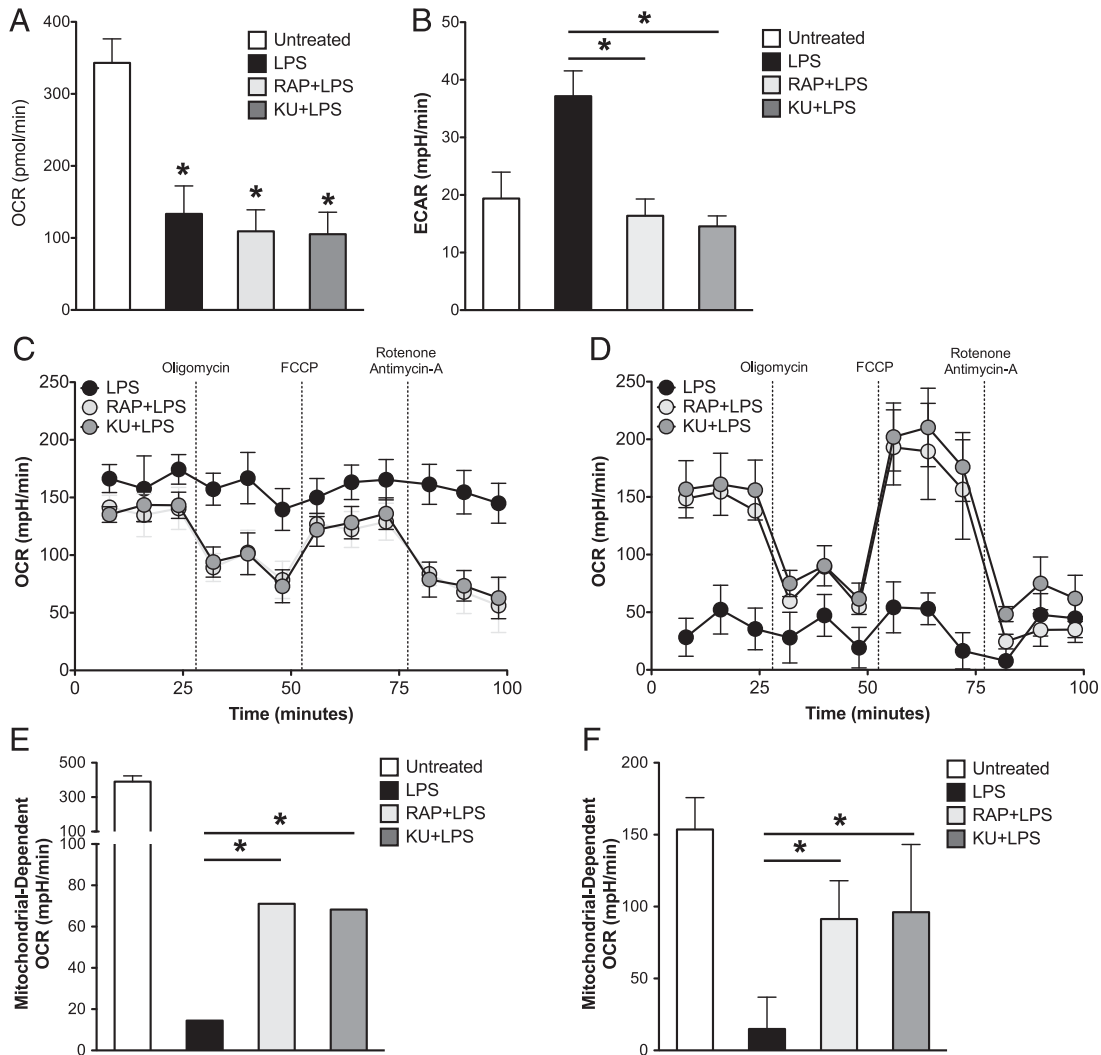 A
400
300
200
100
0
OCR (pmol/min)
Untreated
LPS
RAP+LPS
KU+LPS
*
*
*
B
50
40
30
20
10
0
ECAR (mpH/min)
*
*
Untreated
LPS
RAP+LPS
KU+LPS
C
Oligomycin
FCCP
Rotenone
Antimycin-A
LPS
RAP+LPS
KU+LPS
250
200
150
100
50
0
OCR (mpH/min)
0 25 50 75 100
Time (minutes)
D
Oligomycin
FCCP
Rotenone
Antimycin-A
LPS
RAP+LPS
KU+LPS
250
200
150
100
50
0
OCR (mpH/min)
0 25 50 75 100
Time (minutes)
E
500
300
100
100
80
60
40
20
0
Mitochondrial-Dependent
OCR (mpH/min)
*
*
Untreated
LPS
RAP+LPS
KU+LPS
F
200
150
100
50
0
Mitochondrial-Dependent
OCR (mpH/min)
*
*
Untreated
LPS
RAP+LPS
KU+LPS